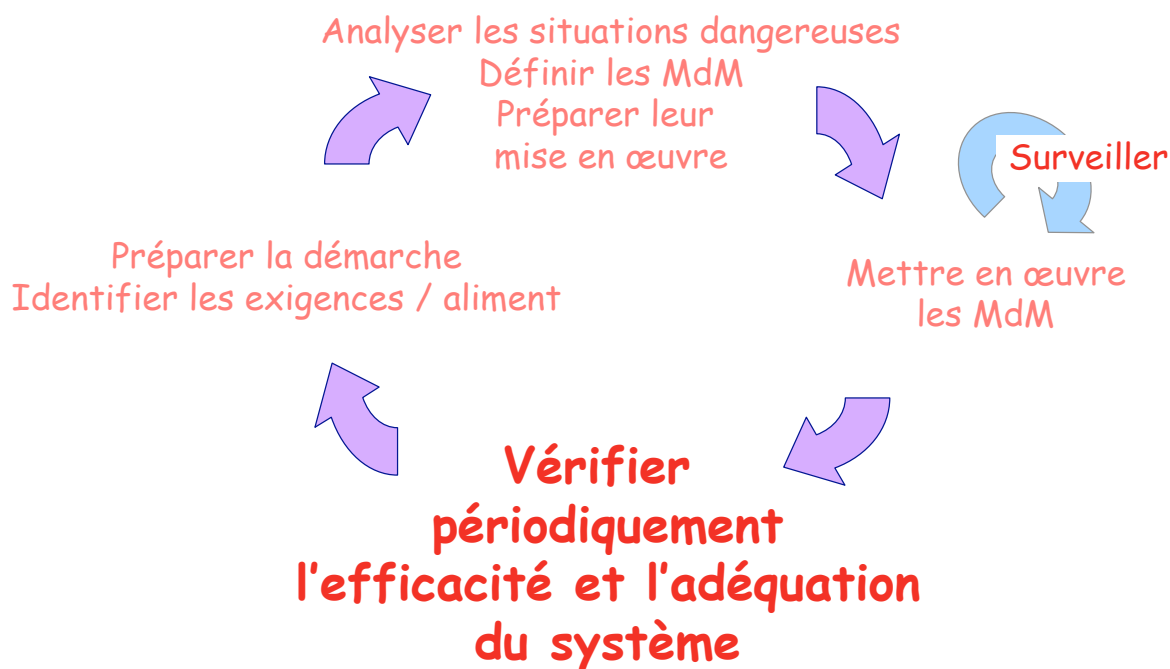 Analyser les situations dangereuses
Définir les MdM
Préparer leur
mise en œuvre
Surveiller
Mettre en œuvre
les MdM
Vérifier
périodiquement
l'efficacité et l'adéquation
du système
Préparer la démarche
Identifier les exigences / aliment